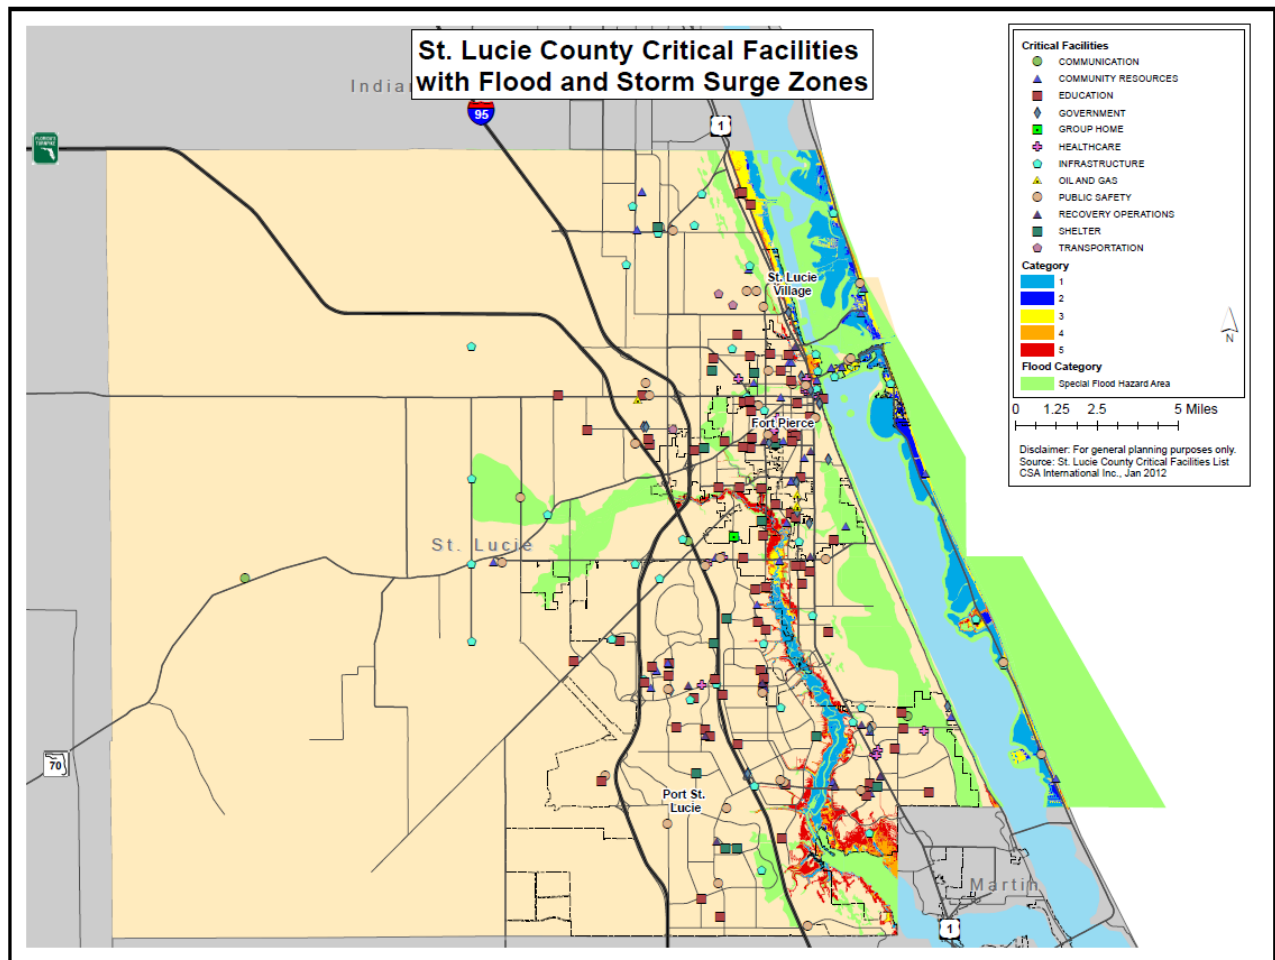 St. Lucie County Critical Facilities
with Flood and Storm Surge Zones
Indian
95
1
FLORIDA'S
TURNPIKE
St. Lucie
Village
Fort Pierce
St. Lucie
70
Port St.
Lucie
Martin
1
Critical Facilities
COMMUNICATION
COMMUNITY RESOURCES
EDUCATION
GOVERNMENT
GROUP HOME
HEALTHCARE
INFRASTRUCTURE
OIL AND GAS
PUBLIC SAFETY
RECOVERY OPERATIONS
SHELTER
TRANSPORTATION
Category
1
2
3
4
5
Flood Category
Special Flood Hazard Area
N
0 1.25 2.5 5 Miles
Disclaimer: For general planning purposes only.
Source: St. Lucie County Critical Facilities List
CSA International Inc., Jan 2012